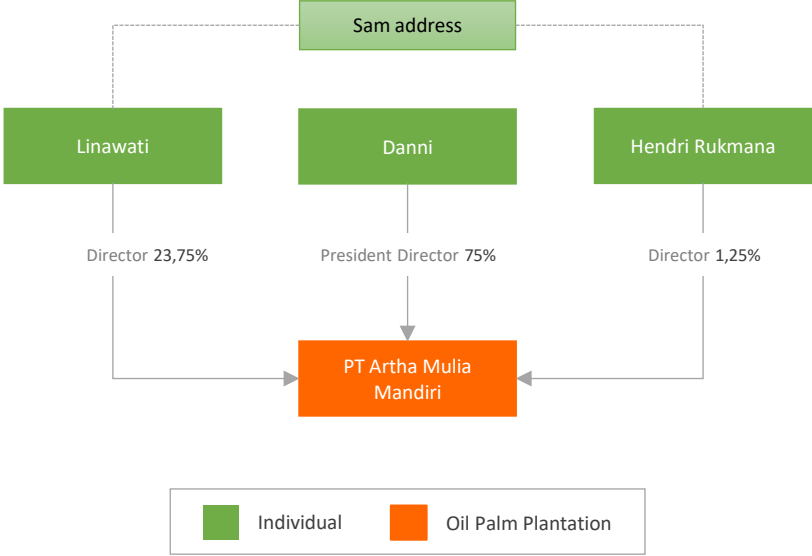 Sam address
Linawati
Danni
Hendri Rukmana
Director 23,75%
President Director 75%
Director 1,25%
PT Artha Mulia
Mandiri
Individual
Oil Palm Plantation